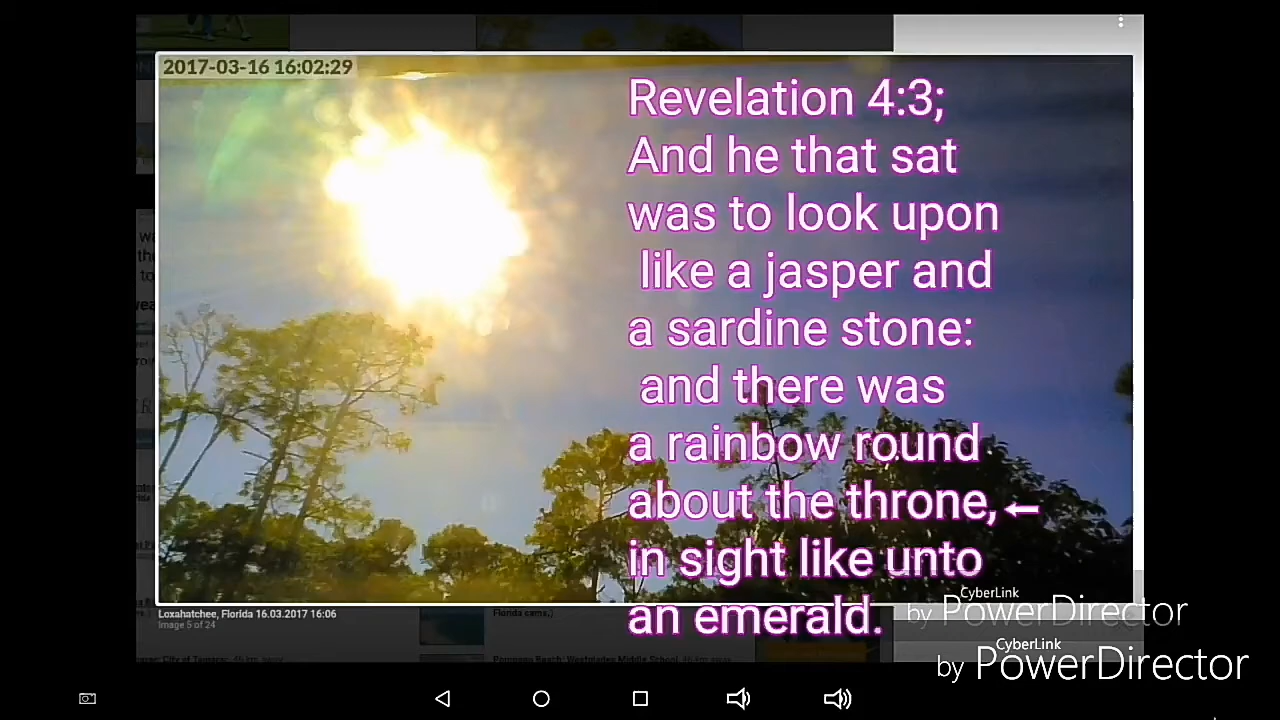 2017-03-16 16:02:29
Revelation 4:3;
And he that sat
was to look upon
like a jasper and
a sardine stone:
and there was
a rainbow round
about the throne,←
in sight like unto
an emerald.
Loxahatchee, Florida 16.03.2017 16:06
Image 5 of 24
Florida cams,)
CyberLink
by PowerDirector
CyberLink
by PowerDirector